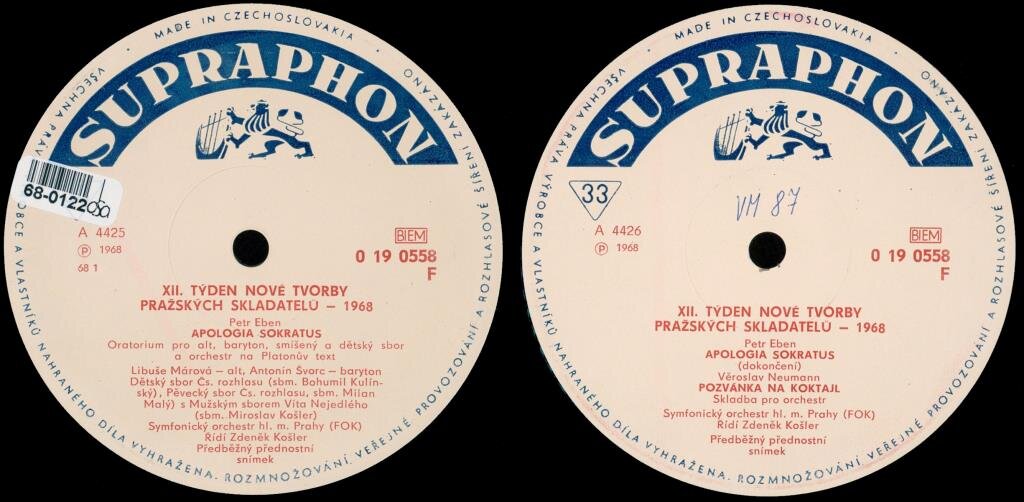 MADE IN CZECHOSLOVAKIA
SUPRAPHON
68-0122
A 4425
Ⓟ 1968
68 1
BIEM
0 19 0558
F
XII. TÝDEN NOVÉ TVORBY
PRAŽSKÝCH SKLADATELŮ – 1968
Petr Eben
APOLOGIA SOKRATUS
Oratorium pro alt, baryton, smíšený a dětský sbor
a orchestr na Platonův text
Libuše Márová – alt, Antonín Švorc – baryton
Dětský sbor Čs. rozhlasu (sbm. Bohumil Kulín-
ský), Pěvecký sbor Čs. rozhlasu, sbm. Milan
Malý) s Mužským sborem Víta Nejedlého
(sbm. Miroslav Košler)
Symfonický orchestr hl. m. Prahy (FOK)
Řídí Zdeněk Košler
Předběžný přednostní
snímek
VŠECHNA PRÁV OBCE A VLASTNÍKŮ NAHRANÉHO DÍLA VYHRAŽENA. ROZMNOŽOVÁNÍ, VEŘEJNÉ PROVOZOVÁNÍ A ROZHLASOVÉ ŠÍŘENÍ ZAKÁZÁNO
MADE IN CZECHOSLOVAKIA
SUPRAPHON
33
VM 87
A 4426
Ⓟ 1968
BIEM
0 19 0558
F
XII. TÝDEN NOVÉ TVORBY
PRAŽSKÝCH SKLADATELŮ – 1968
Petr Eben
APOLOGIA SOKRATUS
(dokončení)
Věroslav Neumann
POZVÁNKA NA KOKTAJL
Skladba pro orchestr
Symfonický orchestr hl. m. Prahy (FOK)
Řídí Zdeněk Košler
Předběžný přednostní
snímek
VŠECHNA PRÁVA VÝROBCE A VLASTNÍKŮ NAHRANÉHO DÍLA VYHRAŽENA. ROZMNOŽOVÁNÍ, VEŘEJNÉ PROVOZOVÁNÍ A ROZHLASOVÉ ŠÍŘENÍ ZAKÁZÁNO